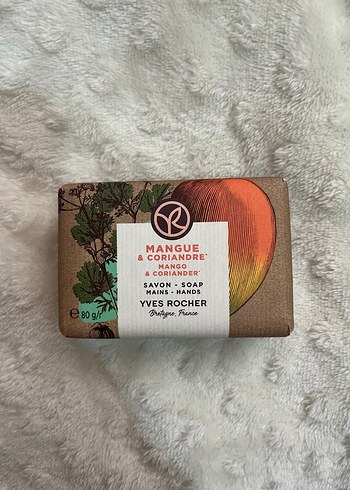 MANGUE
& CORIANDRE*
MANGO
& CORIANDER*
SAVON - SOAP
MAINS - HANDS
YVES ROCHER
Bretagne, France
℮ 80 g/